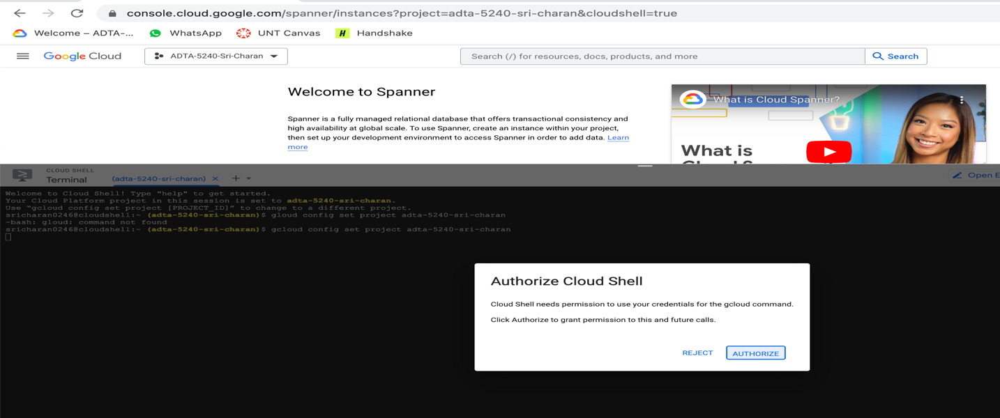 console.cloud.google.com/spanner/instances?project=adta-5240-sri-charan&cloudshell=true
Welcome – ADTA-... WhatsApp UNT Canvas H Handshake
Google Cloud ADTA-5240-Sri-Charan Search (/) for resources, docs, products, and more Search
Welcome to Spanner
What is Cloud Spanner?
Spanner is a fully managed relational database that offers transactional consistency and
high availability at global scale. To use Spanner, create an instance within your project,
then set up your development environment to access Spanner in order to add data. Learn
more
What is
CLOUD SHELL
Terminal (adta-5240-sri-charan) Open E
Welcome to Cloud Shell! Type "help" to get started.
Your Cloud Platform project in this session is set to adta-5240-sri-charan.
Use “gcloud config set project [PROJECT_ID]” to change to a different project.
sricharan0246@cloudshell:~ (adta-5240-sri-charan)$ gloud config set project adta-5240-sri-charan
-bash: gloud: command not found
sricharan0246@cloudshell:~ (adta-5240-sri-charan)$ gcloud config set project adta-5240-sri-charan
Authorize Cloud Shell
Cloud Shell needs permission to use your credentials for the gcloud command.
Click Authorize to grant permission to this and future calls.
REJECT AUTHORIZE